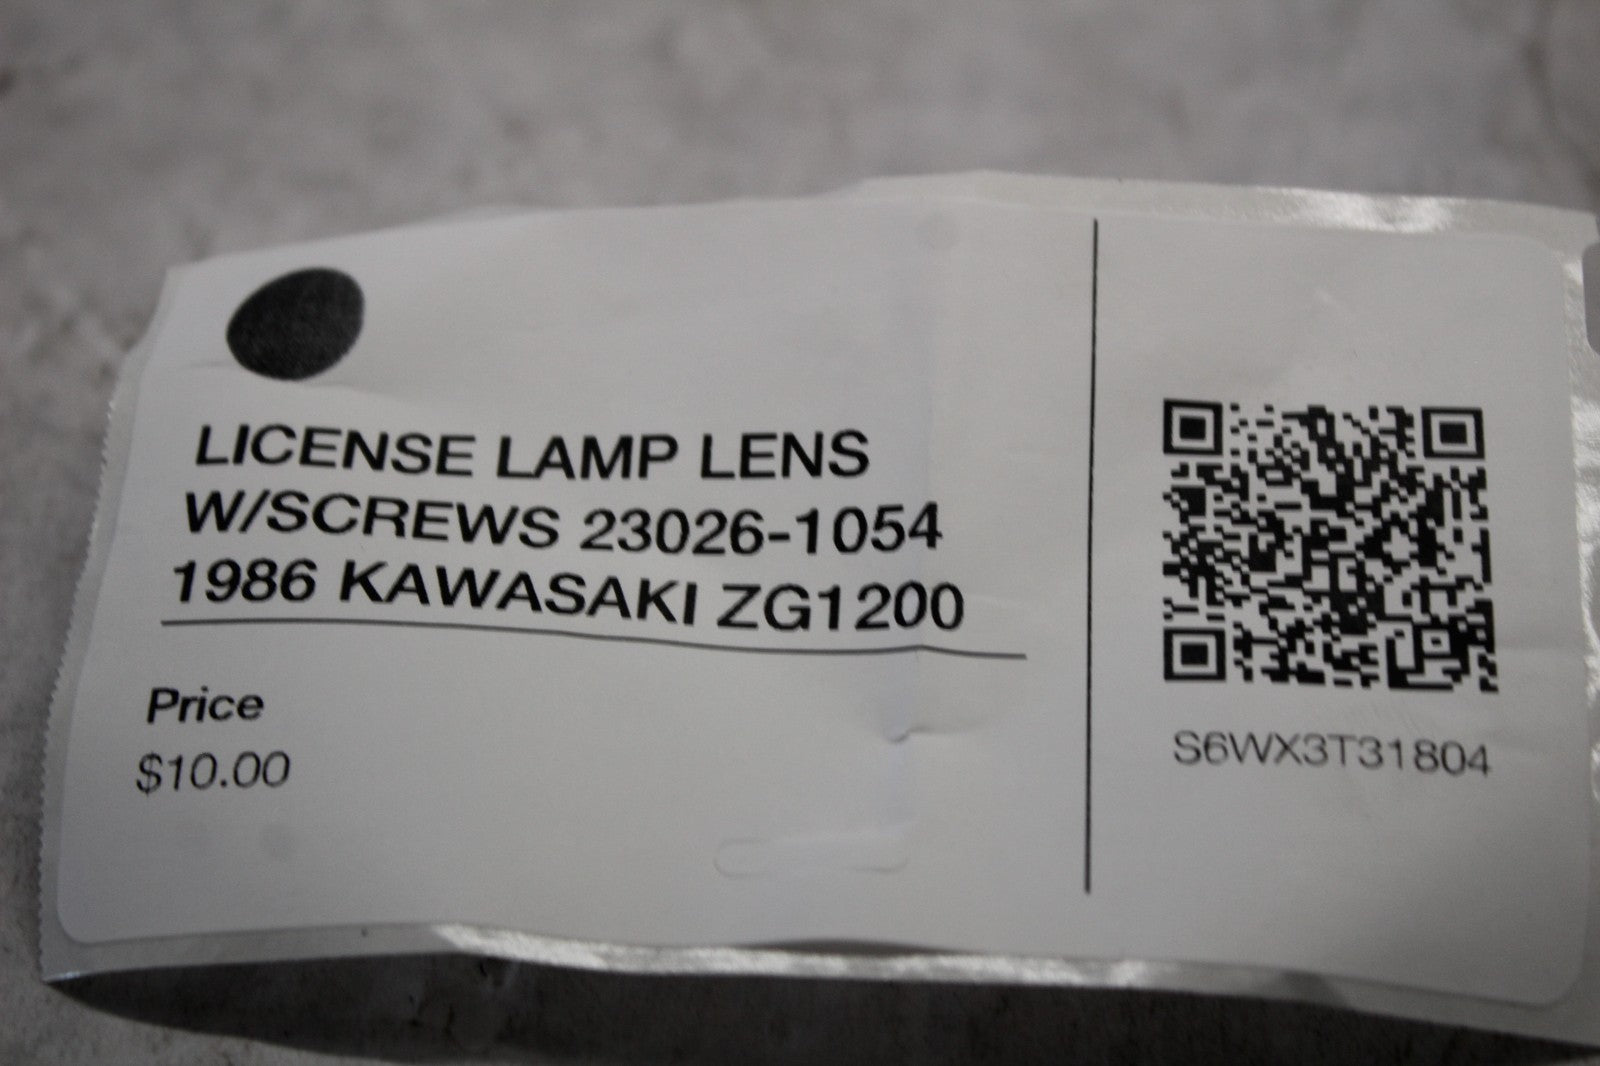 LICENSE LAMP LENS
W/SCREWS 23026-1054
1986 KAWASAKI ZG1200
Price
$10.00
S6WX3T31804